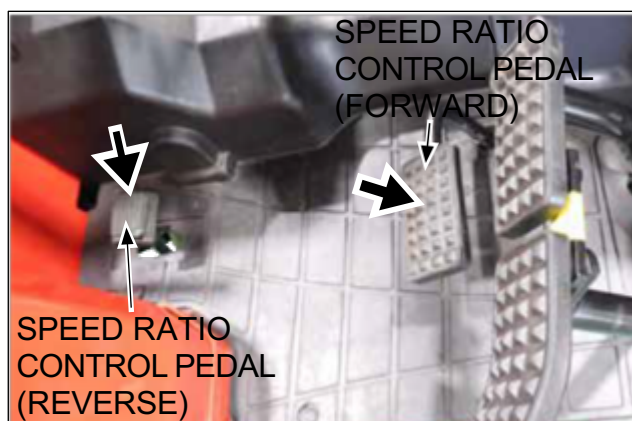 SPEED RATIO
CONTROL PEDAL
(FORWARD)
SPEED RATIO
CONTROL PEDAL
(REVERSE)